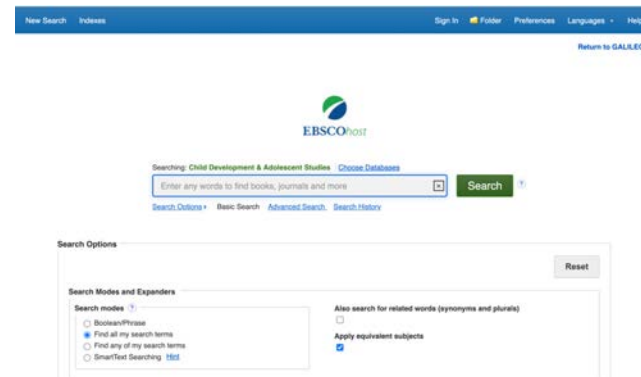 New Search Indexes Sign In Folder Preferences Languages Help
Return to GALILEO
EBSCOhost
Searching: Child Development & Adolescent Studies Choose Databases
Enter any words to find books, journals and more Search ?
Search Options Basic Search Advanced Search Search History
Search Options
Reset
Search Modes and Expanders
Search modes ? Also search for related words (synonyms and plurals)
Boolean/Phrase
Find all my search terms Apply equivalent subjects
Find any of my search terms
SmartText Searching Hint